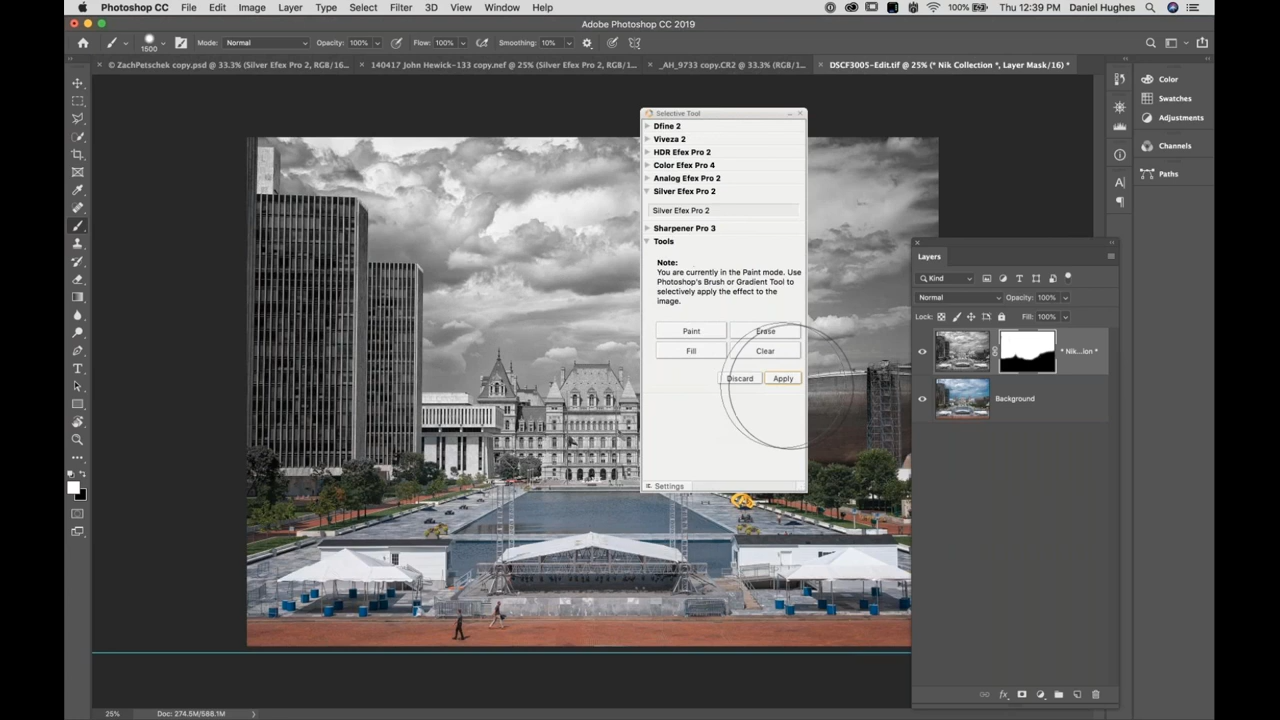 Photoshop CC File Edit Image Layer Type Select Filter 3D View Window Help 100% Thu 12:39 PM Daniel Hughes
Adobe Photoshop CC 2019
1500 Mode: Normal Opacity: 100% Flow: 100% Smoothing: 10%
© ZachPetschek copy.psd @ 33.3% (Silver Efex Pro 2, RGB/16... 140417 John Hewick-133 copy.nef @ 25% (Silver Efex Pro 2, RGB/1... _AH_9733 copy.CR2 @ 33.3% (RGB/1... DSCF3005-Edit.tif @ 25% (* Nik Collection *, Layer Mask/16) *
Selective Tool
Dfine 2
Viveza 2
HDR Efex Pro 2
Color Efex Pro 4
Analog Efex Pro 2
Silver Efex Pro 2
Silver Efex Pro 2
Sharpener Pro 3
Tools
Note:
You are currently in the Paint mode. Use
Photoshop's Brush or Gradient Tool to
selectively apply the effect to the
image.
Paint Erase
Fill Clear
Discard Apply
Settings
Color
Swatches
Adjustments
Channels
Paths
Layers
Kind
Normal Opacity: 100%
Lock: Fill: 100%
* Nik...ion *
Background
25% Doc: 274.5M/588.1M